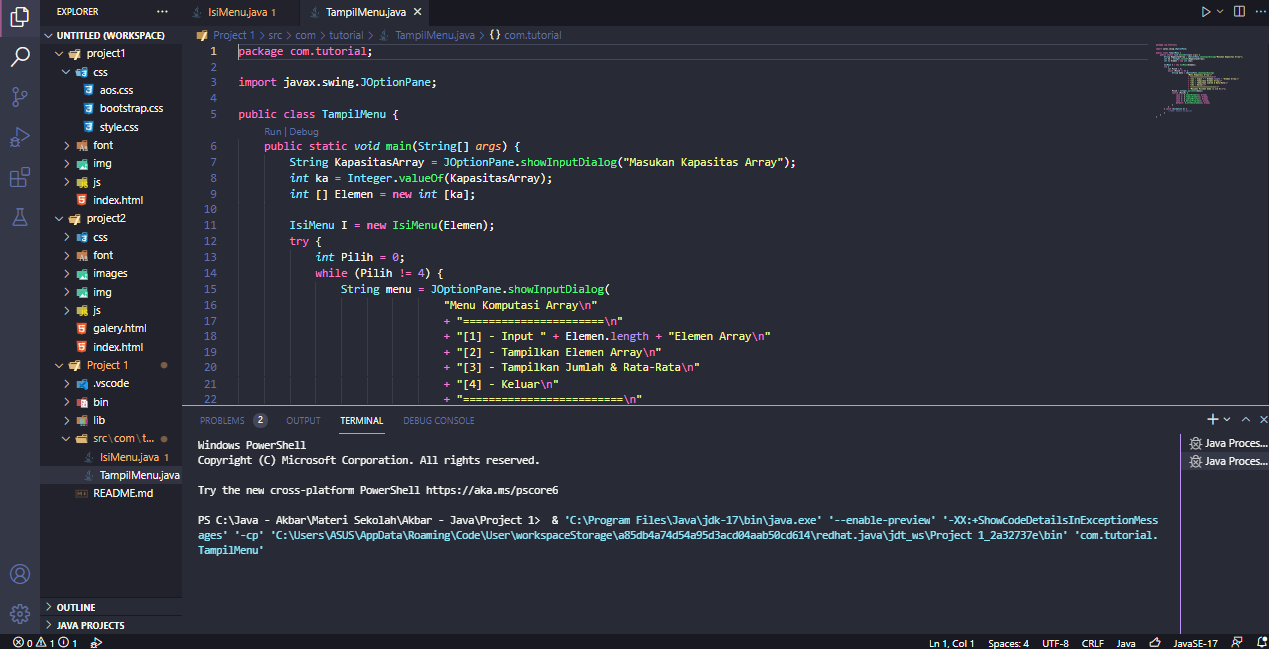 EXPLORER
UNTITLED (WORKSPACE)
project1
css
aos.css
bootstrap.css
style.css
font
img
js
index.html
project2
css
font
images
img
js
galery.html
index.html
Project 1
.vscode
bin
lib
src\com\t...
IsiMenu.java 1
TampilMenu.java
README.md
OUTLINE
JAVA PROJECTS
IsiMenu.java 1
TampilMenu.java
Project 1 > src > com > tutorial > TampilMenu.java > {} com.tutorial
1 package com.tutorial;
2
3 import javax.swing.JOptionPane;
4
5 public class TampilMenu {
Run | Debug
6 public static void main(String[] args) {
7 String KapasitasArray = JOptionPane.showInputDialog("Masukan Kapasitas Array");
8 int ka = Integer.valueOf(KapasitasArray);
9 int [] Elemen = new int [ka];
10
11 IsiMenu I = new IsiMenu(Elemen);
12 try {
13 int Pilih = 0;
14 while (Pilih != 4) {
15 String menu = JOptionPane.showInputDialog(
16 "Menu Komputasi Array\n"
17 + "======================\n"
18 + "[1] - Input " + Elemen.length + "Elemen Array\n"
19 + "[2] - Tampilkan Elemen Array\n"
20 + "[3] - Tampilkan Jumlah & Rata-Rata\n"
21 + "[4] - Keluar\n"
22 + "=========================\n"
PROBLEMS 2 OUTPUT TERMINAL DEBUG CONSOLE
Windows PowerShell
Copyright (C) Microsoft Corporation. All rights reserved.
Try the new cross-platform PowerShell https://aka.ms/pscore6
PS C:\Java - Akbar\Materi Sekolah\Akbar - Java\Project 1> & 'C:\Program Files\Java\jdk-17\bin\java.exe' '--enable-preview' '-XX:+ShowCodeDetailsInExceptionMess
ages' '-cp' 'C:\Users\ASUS\AppData\Roaming\Code\User\workspaceStorage\a85db4a74d54a95d3acd04aab50cd614\redhat.java\jdt_ws\Project 1_2a32737e\bin' 'com.tutorial.
TampilMenu'
Java Proces...
Java Proces...
0 1 1
Ln 1, Col 1 Spaces: 4 UTF-8 CRLF Java JavaSE-17